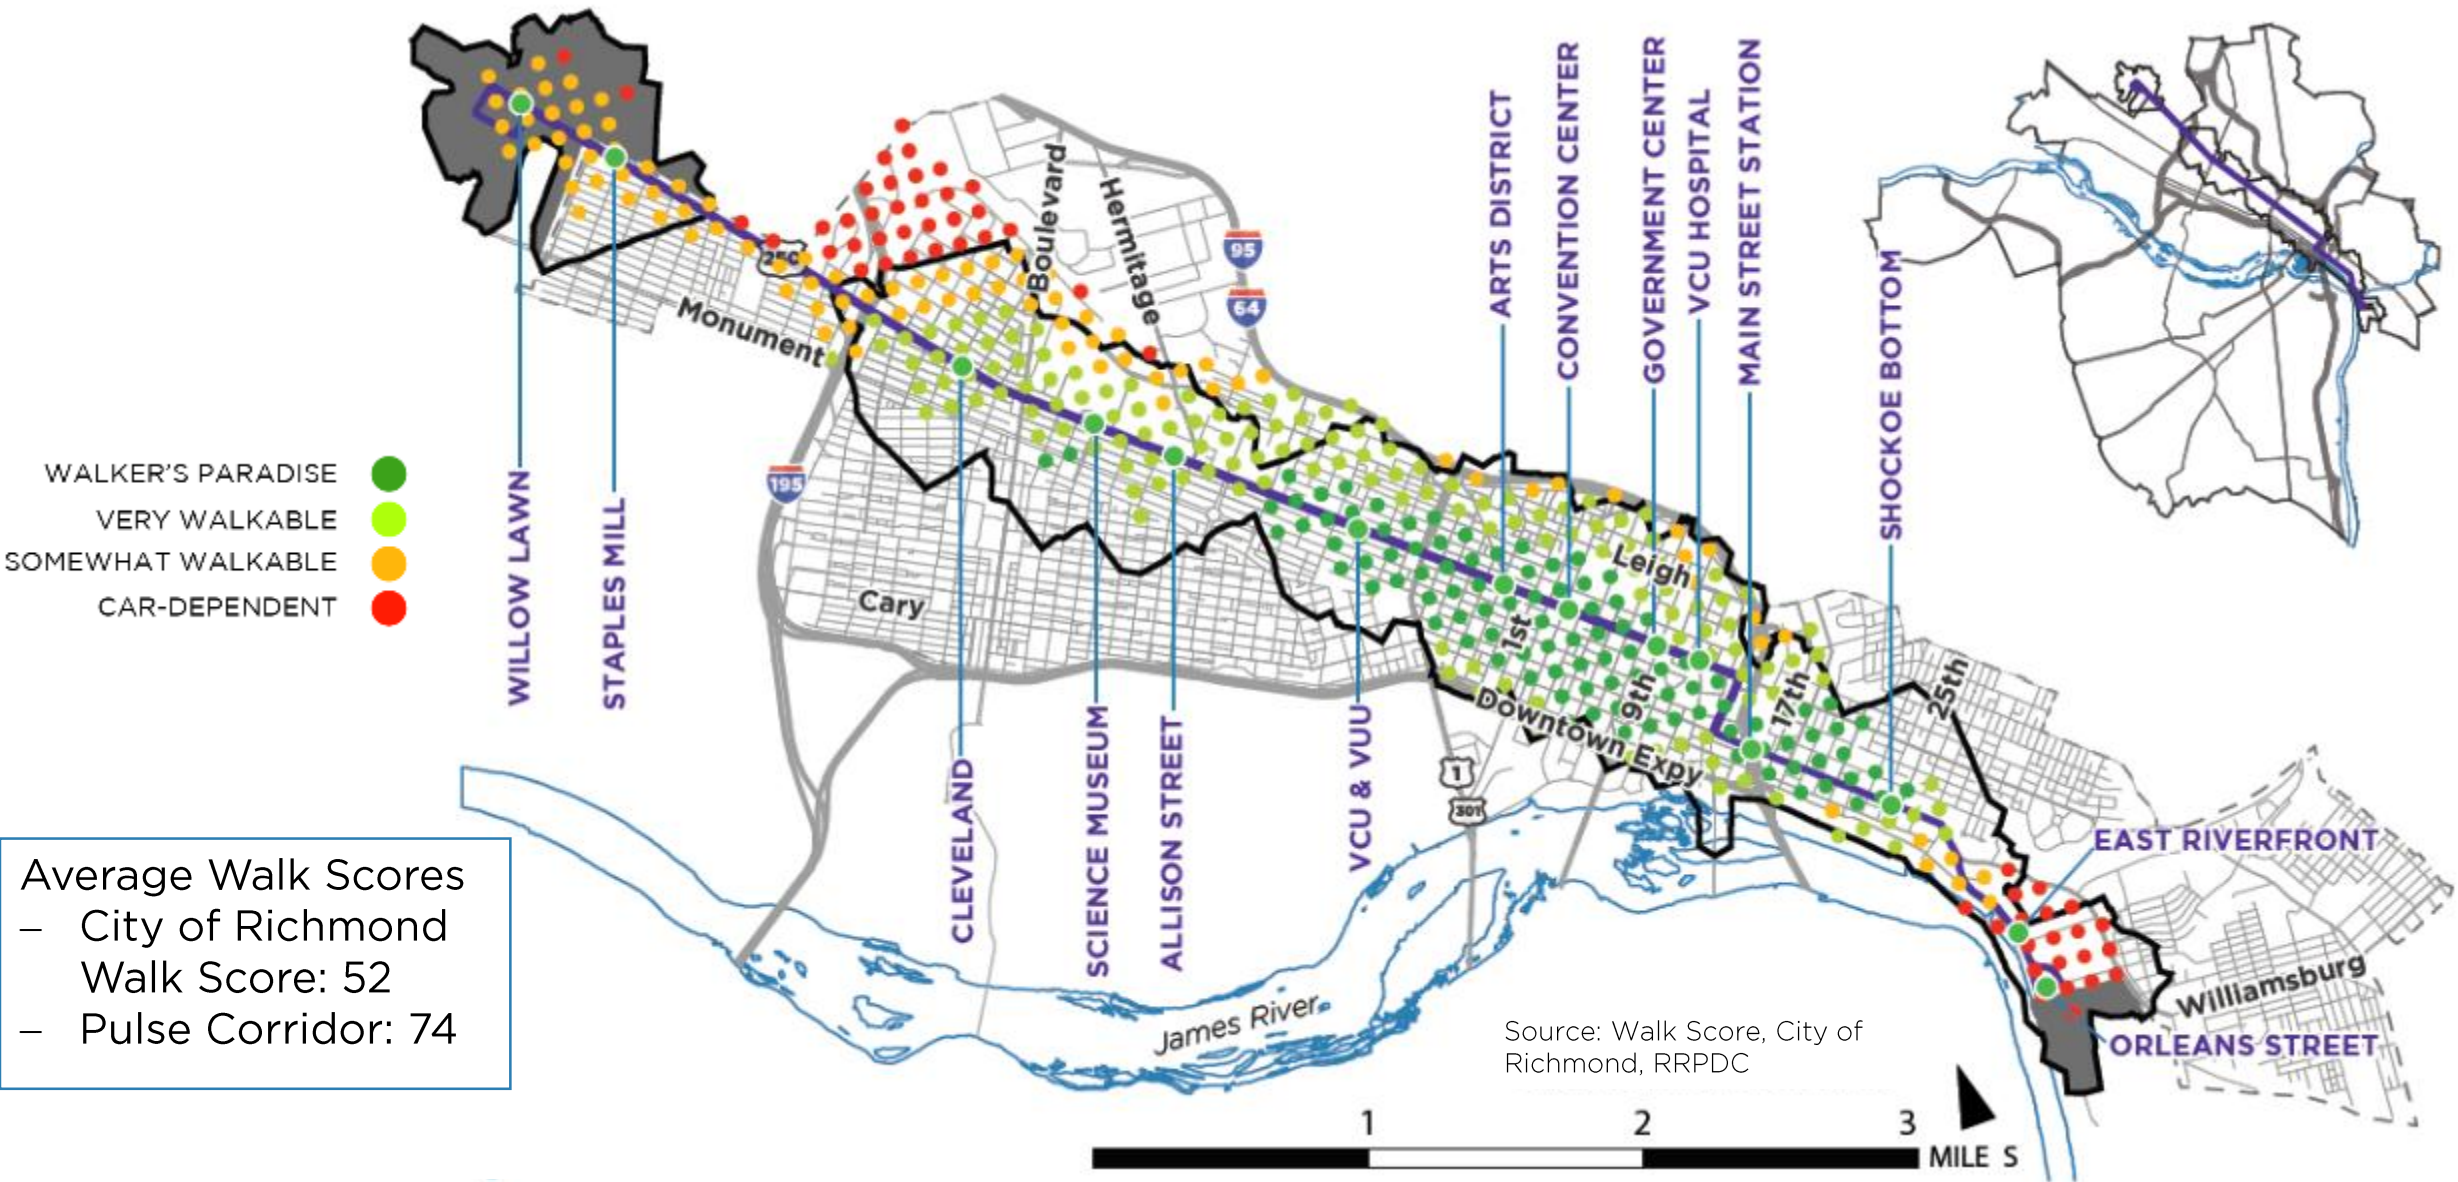 WALKER'S PARADISE
VERY WALKABLE
SOMEWHAT WALKABLE
CAR-DEPENDENT
Average Walk Scores
– City of Richmond
Walk Score: 52
– Pulse Corridor: 74
WILLOW LAWN
STAPLES MILL
CLEVELAND
SCIENCE MUSEUM
ALLISON STREET
VCU & VUU
ARTS DISTRICT
CONVENTION CENTER
GOVERNMENT CENTER
VCU HOSPITAL
MAIN STREET STATION
SHOCKOE BOTTOM
EAST RIVERFRONT
ORLEANS STREET
250
Monument
Boulevard
Hermitage
95
64
195
Cary
Leigh
1st
9th
17th
25th
Downtown Expy
1
301
Williamsburg
James River
Source: Walk Score, City of
Richmond, RRPDC
1 2 3
MILE S